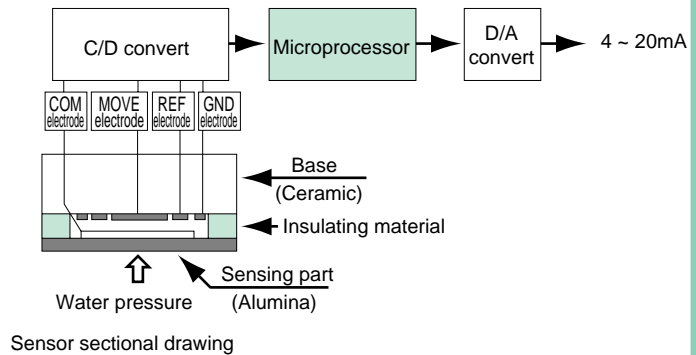 C/D convert
Microprocessor
D/A
convert
4 ~ 20mA
COM
electrode
MOVE
electrode
REF
electrode
GND
electrode
Base
(Ceramic)
Insulating material
Sensing part
(Alumina)
Water pressure
Sensor sectional drawing